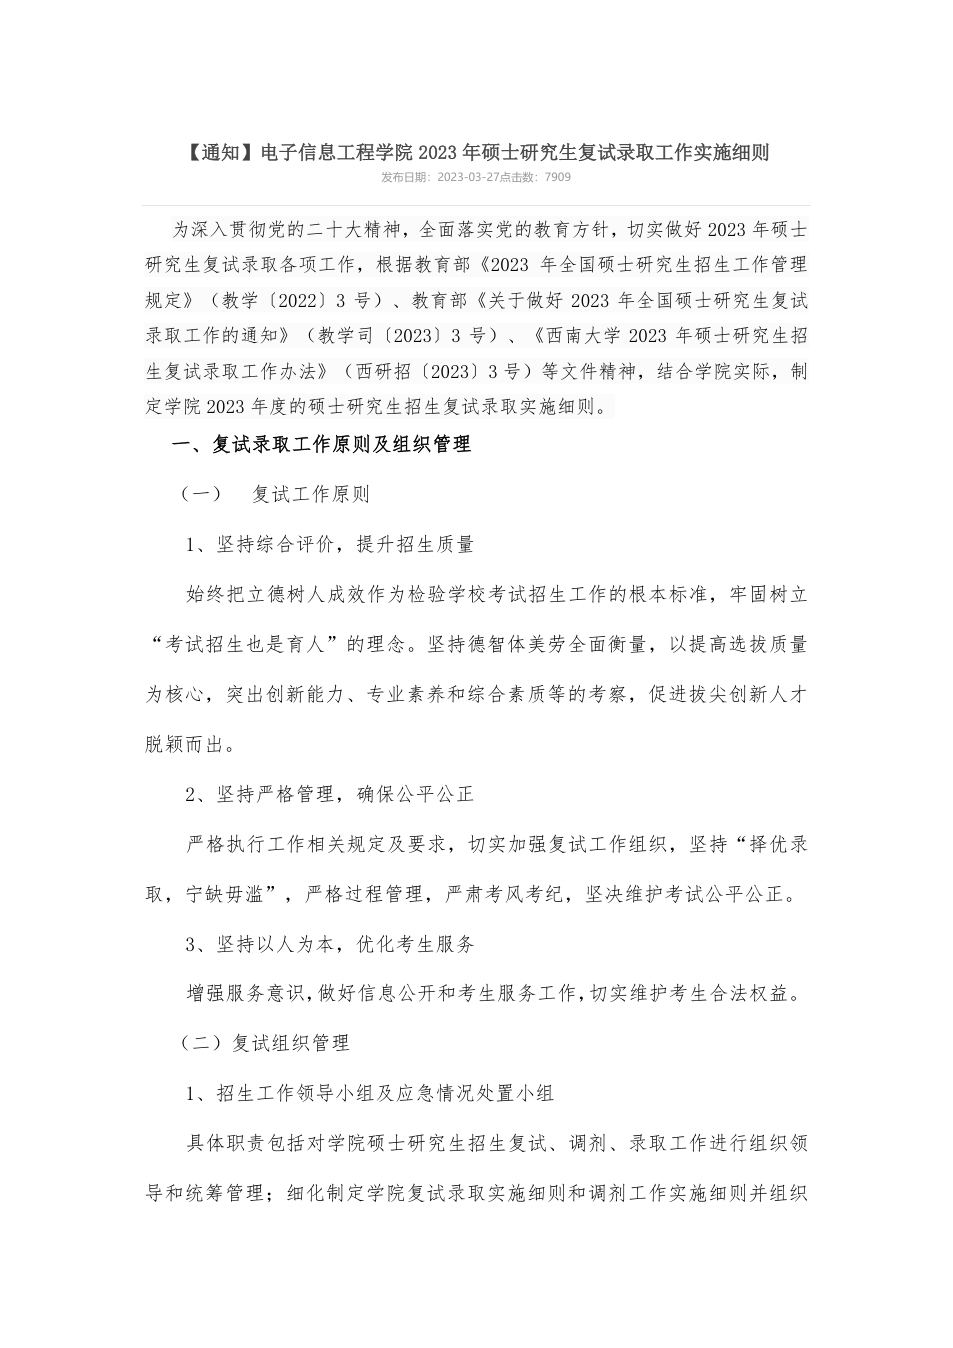 【通知】电子信息工程学院 2023 年硕士研究生复试录取工作实施细则
发布日期：2023-03-27点击数：7909
为深入贯彻党的二十大精神，全面落实党的教育方针，切实做好 2023 年硕士
研究生复试录取各项工作，根据教育部《2023 年全国硕士研究生招生工作管理
规定》（教学〔2022〕3 号）、教育部《关于做好 2023 年全国硕士研究生复试
录取工作的通知》（教学司〔2023〕3 号）、《西南大学 2023 年硕士研究生招
生复试录取工作办法》（西研招〔2023〕3 号）等文件精神，结合学院实际，制
定学院 2023 年度的硕士研究生招生复试录取实施细则。
一、复试录取工作原则及组织管理
（一） 复试工作原则
1、坚持综合评价，提升招生质量
始终把立德树人成效作为检验学校考试招生工作的根本标准，牢固树立
“考试招生也是育人”的理念。坚持德智体美劳全面衡量，以提高选拔质量
为核心，突出创新能力、专业素养和综合素质等的考察，促进拔尖创新人才
脱颖而出。
2、坚持严格管理，确保公平公正
严格执行工作相关规定及要求，切实加强复试工作组织，坚持“择优录
取，宁缺毋滥”，严格过程管理，严肃考风考纪，坚决维护考试公平公正。
3、坚持以人为本，优化考生服务
增强服务意识，做好信息公开和考生服务工作，切实维护考生合法权益。
（二）复试组织管理
1、招生工作领导小组及应急情况处置小组
具体职责包括对学院硕士研究生招生复试、调剂、录取工作进行组织领
导和统筹管理；细化制定学院复试录取实施细则和调剂工作实施细则并组织